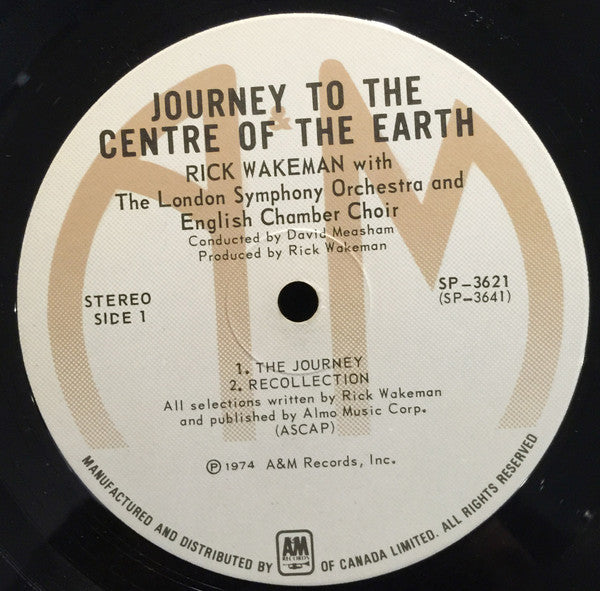 JOURNEY TO THE
CENTRE OF THE EARTH
RICK WAKEMAN with
The London Symphony Orchestra and
English Chamber Choir
Conducted by David Measham
Produced by Rick Wakeman
STEREO
SIDE 1
SP-3621
(SP-3641)
1. THE JOURNEY
2. RECOLLECTION
All selections written by Rick Wakeman
and published by Almo Music Corp.
(ASCAP)
℗ 1974 A&M Records, Inc.
MANUFACTURED AND DISTRIBUTED BY A&M RECORDS OF CANADA LIMITED. ALL RIGHTS RESERVED
A&M